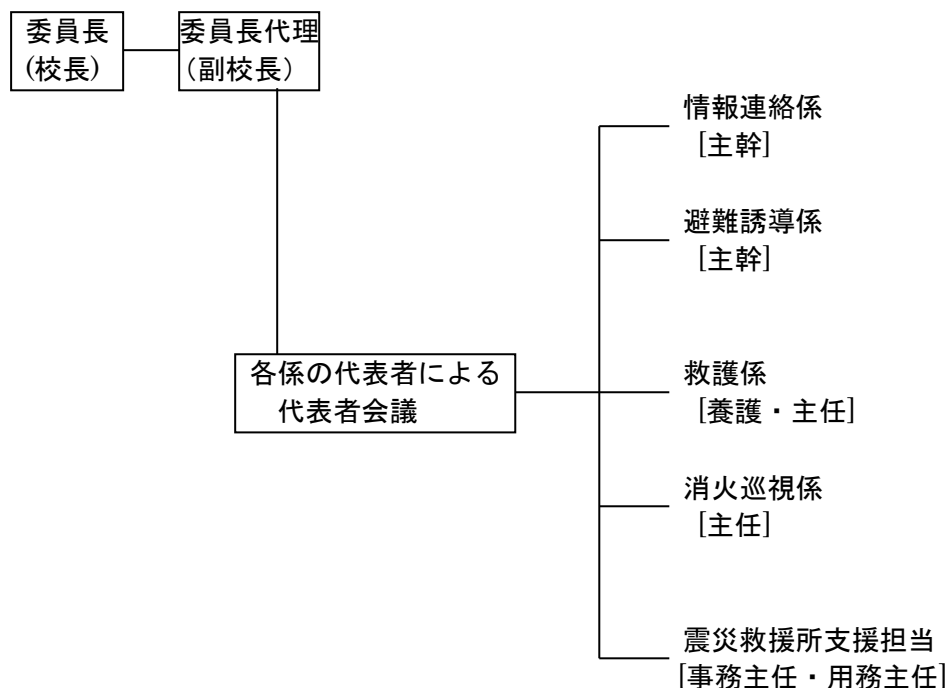 委員長
(校長)
委員長代理
（副校長）
情報連絡係
[主幹]
避難誘導係
[主幹]
各係の代表者による
代表者会議
救護係
[養護・主任]
消火巡視係
[主任]
震災救援所支援担当
[事務主任・用務主任]